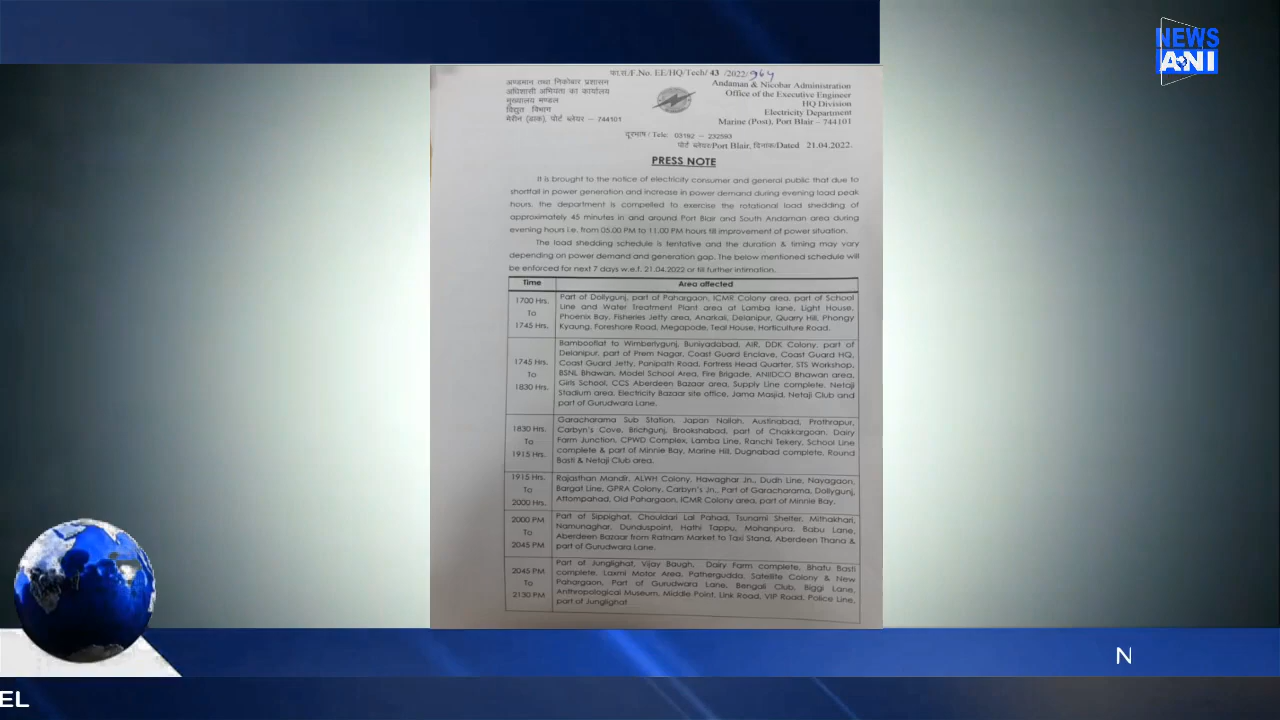 NEWS
ANI
फा.सं/F.No. EE/HQ/Tech/ 43 /2022/964
अण्डमान तथा निकोबार प्रशासन
अधिशासी अभियंता का कार्यालय
मुख्यालय मण्डल
विद्युत विभाग
मेरीन (डाक), पोर्ट ब्लेयर – 744101
Andaman & Nicobar Administration
Office of the Executive Engineer
HQ Division
Electricity Department
Marine (Post), Port Blair – 744101
दूरभाष / Tele: 03192 – 232593
पोर्ट ब्लेयर/Port Blair, दिनांक/Dated 21.04.2022.
PRESS NOTE
It is brought to the notice of electricity consumer and general public that due to
shortfall in power generation and increase in power demand during evening load peak
hours, the department is compelled to exercise the rotational load shedding of
approximately 45 minutes in and around Port Blair and South Andaman area during
evening hours i.e. from 05.00 PM to 11.00 PM hours till improvement of power situation.
The load shedding schedule is tentative and the duration & timing may vary
depending on power demand and generation gap. The below mentioned schedule will
be enforced for next 7 days w.e.f. 21.04.2022 or till further intimation.
Time Area affected
1700 Hrs.
To
1745 Hrs.
Part of Dollygunj, part of Pahargaon, ICMR Colony area, part of School
Line and Water Treatment Plant area at Lamba lane, Light House,
Phoenix Bay, Fisheries Jetty area, Anarkali, Delanipur, Quarry Hill, Phongy
Kyaung, Foreshore Road, Megapode, Teal House, Horticulture Road.
1745 Hrs.
To
1830 Hrs.
Bambooflat to Wimberlygunj, Buniyadabad, AIR, DDK Colony, part of
Delanipur, part of Prem Nagar, Coast Guard Enclave, Coast Guard HQ,
Coast Guard Jetty, Panipath Road, Fortress Head Quarter, STS Workshop,
BSNL Bhawan, Model School Area, Fire Brigade, ANIIDCO Bhawan area,
Girls School, CCS Aberdeen Bazaar area, Supply Line complete, Netaji
Stadium area, Electricity Bazaar site office, Jama Masjid, Netaji Club and
part of Gurudwara Lane.
1830 Hrs.
To
1915 Hrs.
Garacharama Sub Station, Japan Nallah, Austinabad, Prothrapur,
Carbyn's Cove, Brichgunj, Brookshabad, part of Chakkargoan, Dairy
Farm Junction, CPWD Complex, Lamba Line, Ranchi Tekery, School Line
complete & part of Minnie Bay, Marine Hill, Dugnabad complete, Round
Basti & Netaji Club area.
1915 Hrs.
To
2000 Hrs.
Rajasthan Mandir, ALWH Colony, Hawaghar Jn., Dudh Line, Nayagaon,
Bargat Line, GPRA Colony, Carbyn's Jn., Part of Garacharama, Dollygunj,
Attompahad, Old Pahargaon, ICMR Colony area, part of Minnie Bay.
2000 PM
To
2045 PM
Part of Sippighat, Chouldari Lal Pahad, Tsunami Shelter, Mithakhari,
Namunaghar, Dunduspoint, Hathi Tappu, Mohanpura, Babu Lane,
Aberdeen Bazaar from Ratnam Market to Taxi Stand, Aberdeen Thana &
part of Gurudwara Lane.
2045 PM
To
2130 PM
Part of Junglighat, Vijay Baugh, Dairy Farm complete, Bhatu Basti
complete, Laxmi Motor Area, Pathergudda, Satellite Colony & New
Pahargaon, Part of Gurudwara Lane, Bengali Club, Biggi Lane,
Anthropological Museum, Middle Point, Link Road, VIP Road, Police Line,
part of Junglighat
N
EL